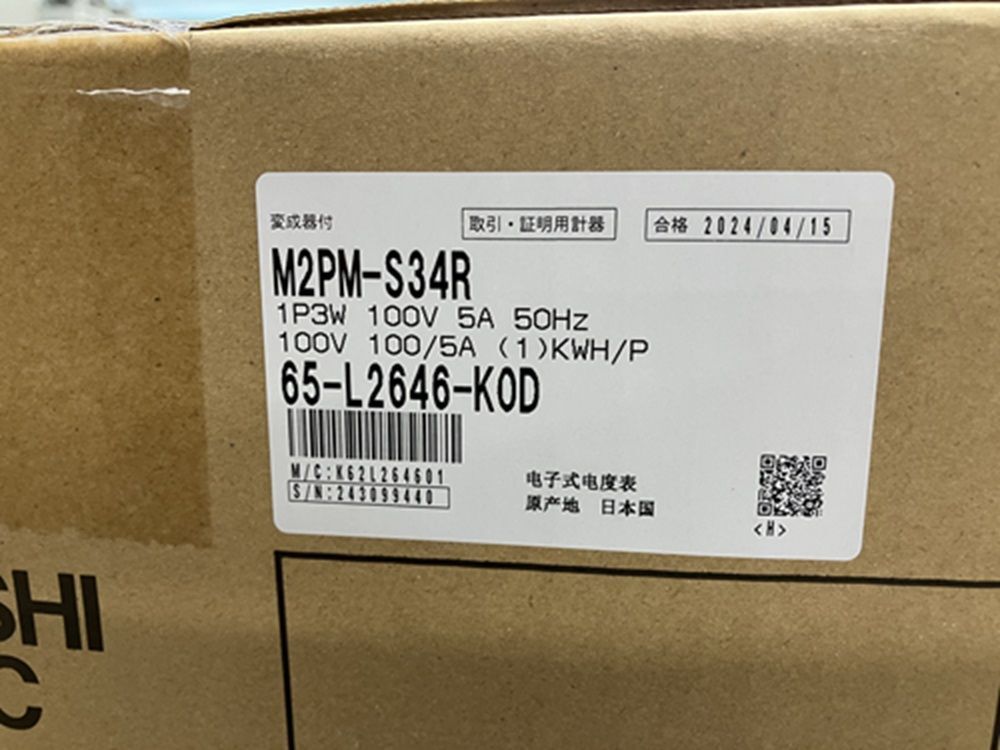 変成器付 取引・証明用計器 合格 2024/04/15
M2PM-S34R
1P3W 100V 5A 50Hz
100V 100/5A (1)KWH/P
65-L2646-K0D
M/C:K62L264601
S/N:243099440
电子式电度表
原产地 日本国
<H>
SHI
C